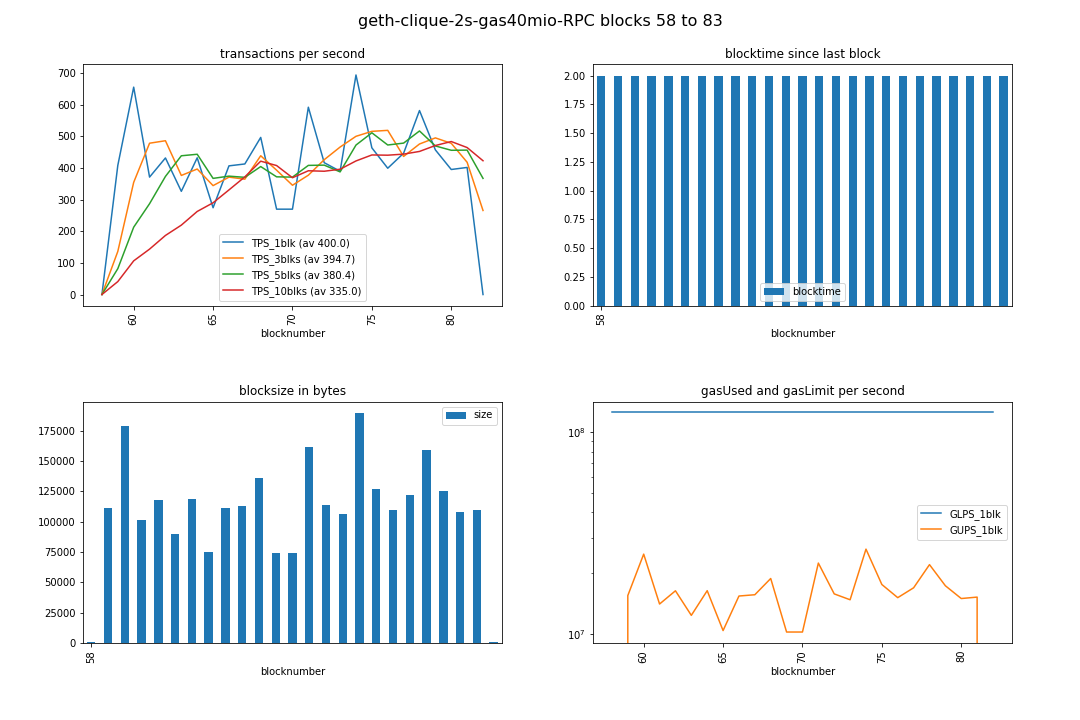 geth-clique-2s-gas40mio-RPC blocks 58 to 83
transactions per second
700
600
500
400
300
200
100
0
TPS_1blk (av 400.0)
TPS_3blks (av 394.7)
TPS_5blks (av 380.4)
TPS_10blks (av 335.0)
60
65
70
75
80
blocknumber
blocktime since last block
2.00
1.75
1.50
1.25
1.00
0.75
0.50
0.25
0.00
blocktime
58
blocknumber
blocksize in bytes
175000
150000
125000
100000
75000
50000
25000
0
size
58
blocknumber
gasUsed and gasLimit per second
10⁸
10⁷
GLPS_1blk
GUPS_1blk
60
65
70
75
80
blocknumber